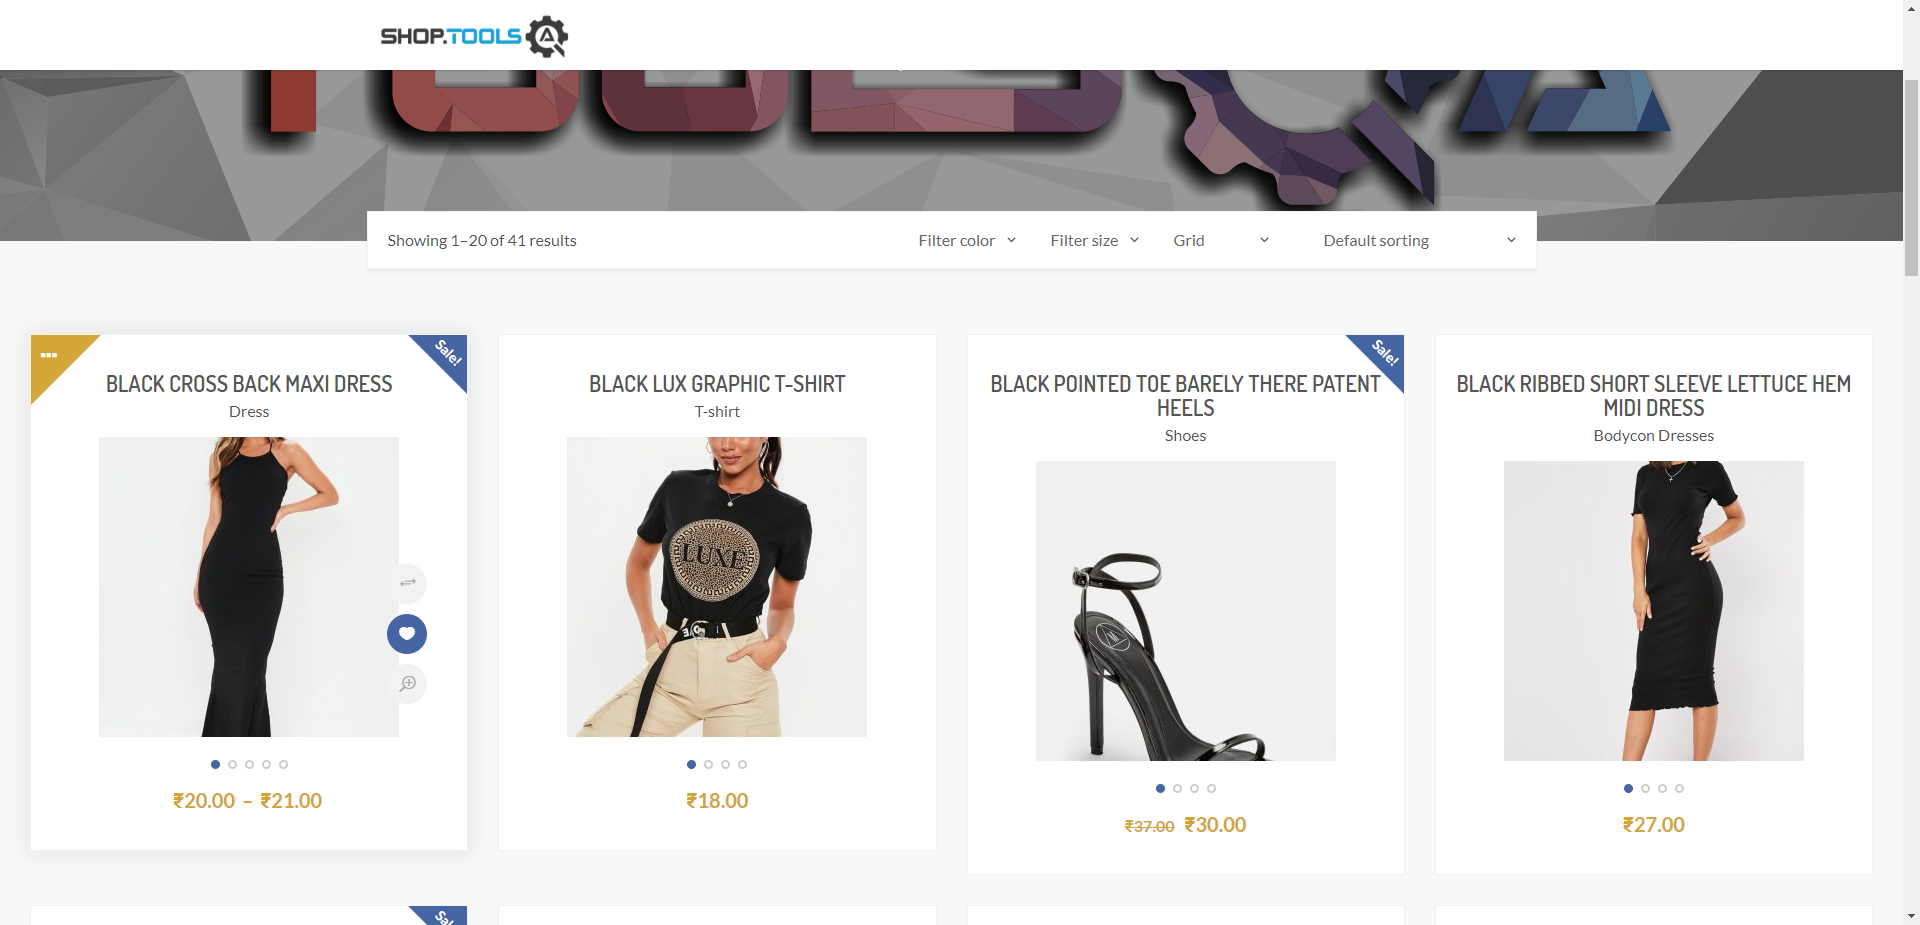 SHOP.TOOLS
TOOLS QA
Showing 1–20 of 41 results
Filter color
Filter size
Grid
Default sorting
Sale!
BLACK CROSS BACK MAXI DRESS
Dress
₹20.00 – ₹21.00
BLACK LUX GRAPHIC T-SHIRT
T-shirt
LUXE
₹18.00
Sale!
BLACK POINTED TOE BARELY THERE PATENT
HEELS
Shoes
M
₹37.00 ₹30.00
BLACK RIBBED SHORT SLEEVE LETTUCE HEM
MIDI DRESS
Bodycon Dresses
₹27.00